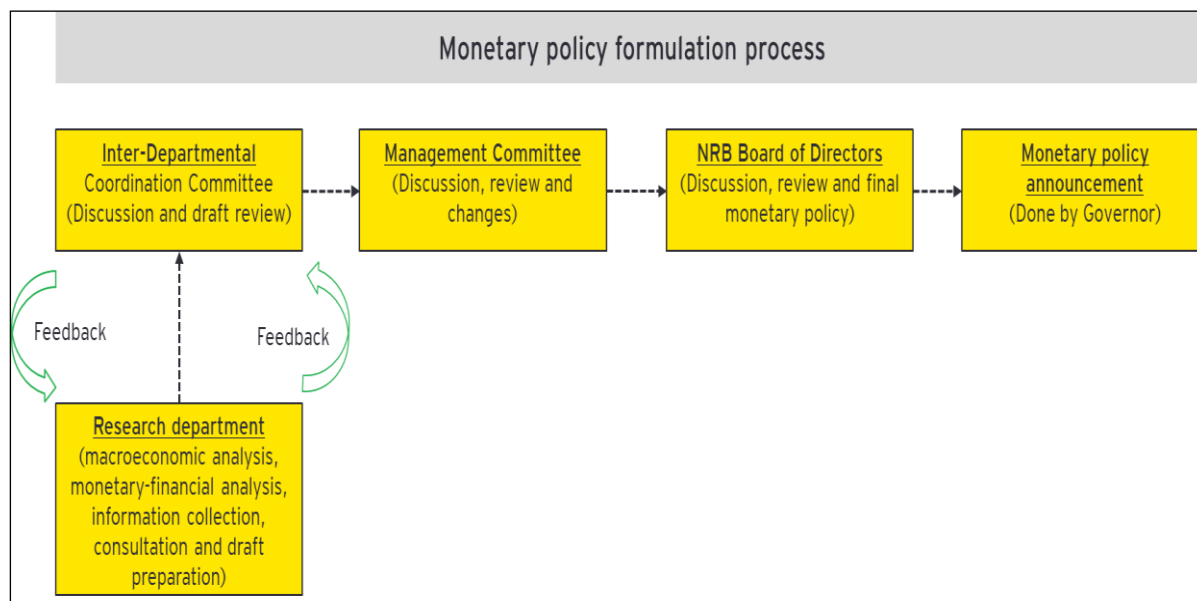 Monetary policy formulation process
Inter-Departmental
Coordination Committee
(Discussion and draft review)
Management Committee
(Discussion, review and
changes)
NRB Board of Directors
(Discussion, review and final
monetary policy)
Monetary policy
announcement
(Done by Governor)
Feedback
Feedback
Research department
(macroeconomic analysis,
monetary-financial analysis,
information collection,
consultation and draft
preparation)